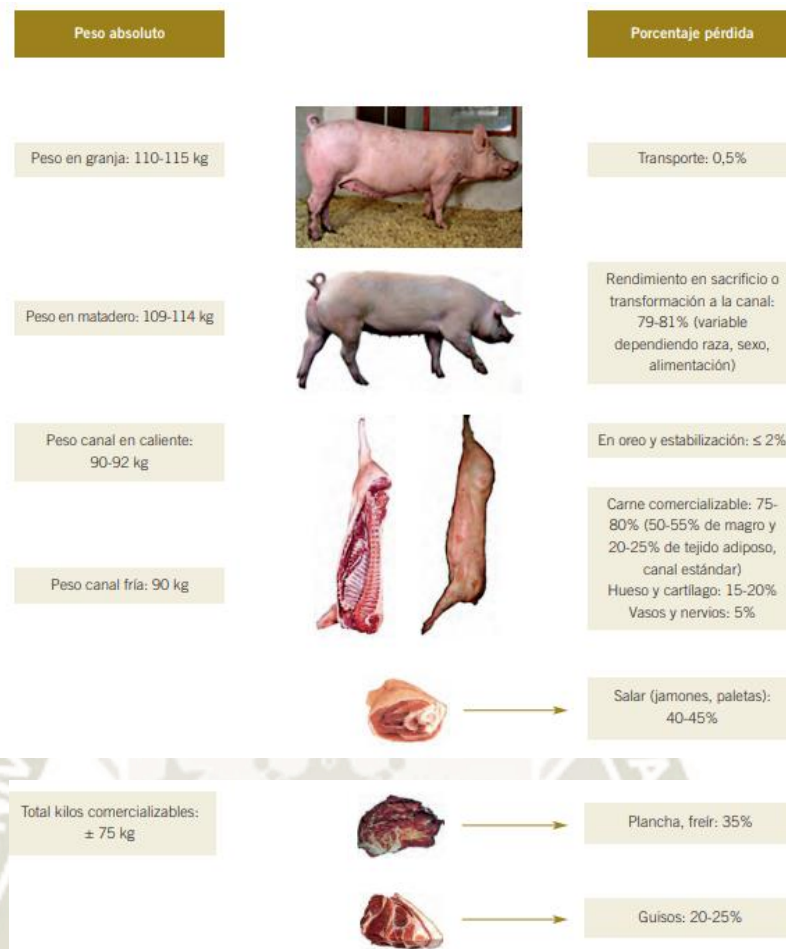 Peso absoluto
Porcentaje pérdida
Peso en granja: 110-115 kg
Transporte: 0,5%
Peso en matadero: 109-114 kg
Rendimiento en sacrificio o
transformación a la canal:
79-81% (variable
dependiendo raza, sexo,
alimentación)
Peso canal en caliente:
90-92 kg
En oreo y estabilización: ≤ 2%
Peso canal fría: 90 kg
Carne comercializable: 75-
80% (50-55% de magro y
20-25% de tejido adiposo,
canal estándar)
Hueso y cartílago: 15-20%
Vasos y nervios: 5%
Salar (jamones, paletas):
40-45%
Total kilos comercializables:
± 75 kg
Plancha, freír: 35%
Guisos: 20-25%